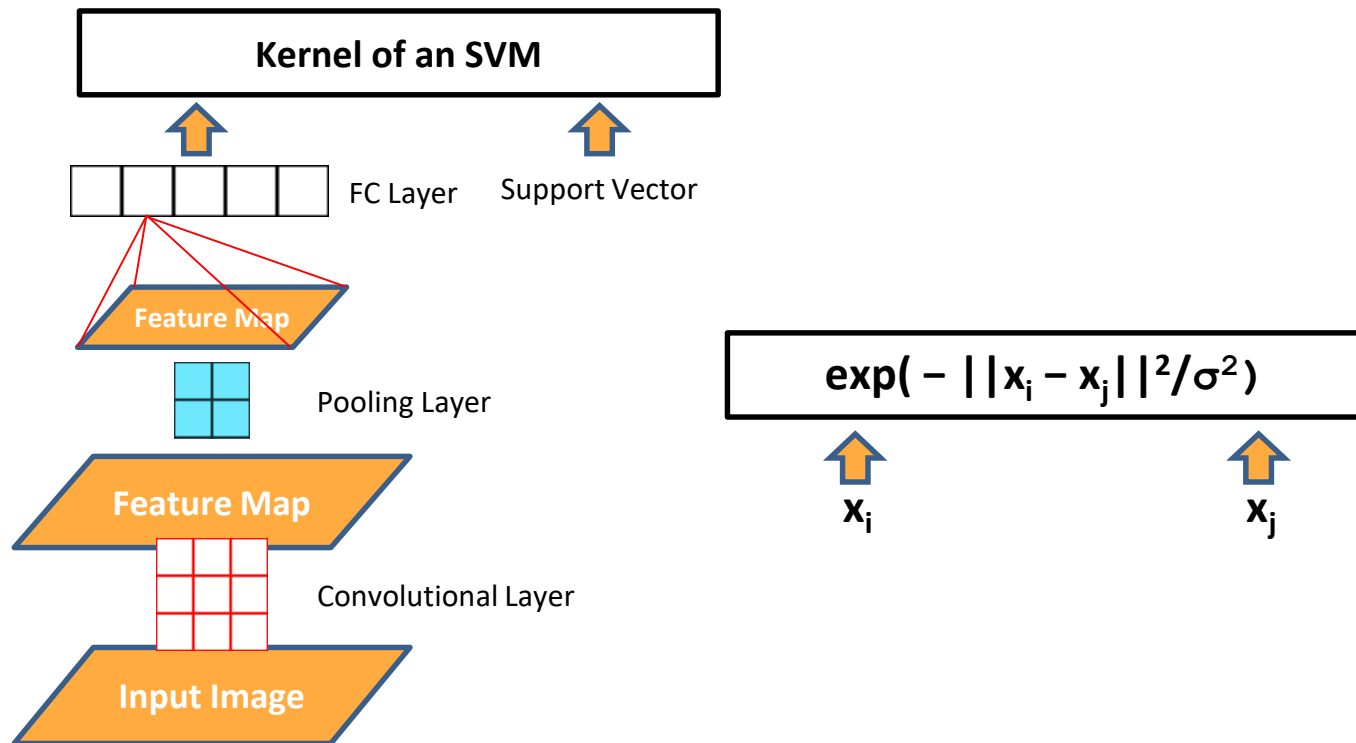 Kernel of an SVM
FC Layer
Support Vector
Feature Map
Pooling Layer
Feature Map
Convolutional Layer
Input Image
exp( − ||xᵢ − xⱼ||²/σ²)
xᵢ
xⱼ